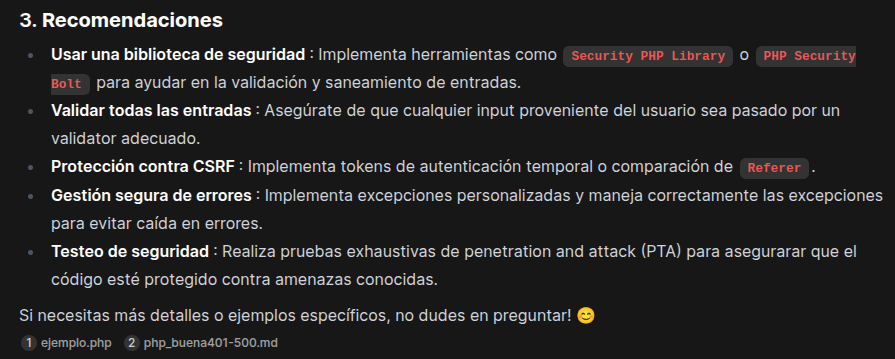 3. Recomendaciones
Usar una biblioteca de seguridad : Implementa herramientas como Security PHP Library o PHP Security
Bolt para ayudar en la validación y saneamiento de entradas.
Validar todas las entradas : Asegúrate de que cualquier input proveniente del usuario sea pasado por un
validator adecuado.
Protección contra CSRF : Implementa tokens de autenticación temporal o comparación de Referer .
Gestión segura de errores : Implementa excepciones personalizadas y maneja correctamente las excepciones
para evitar caída en errores.
Testeo de seguridad : Realiza pruebas exhaustivas de penetration and attack (PTA) para asegurarar que el
código esté protegido contra amenazas conocidas.
Si necesitas más detalles o ejemplos específicos, no dudes en preguntar! 😊
1 ejemplo.php 2 php_buena401-500.md